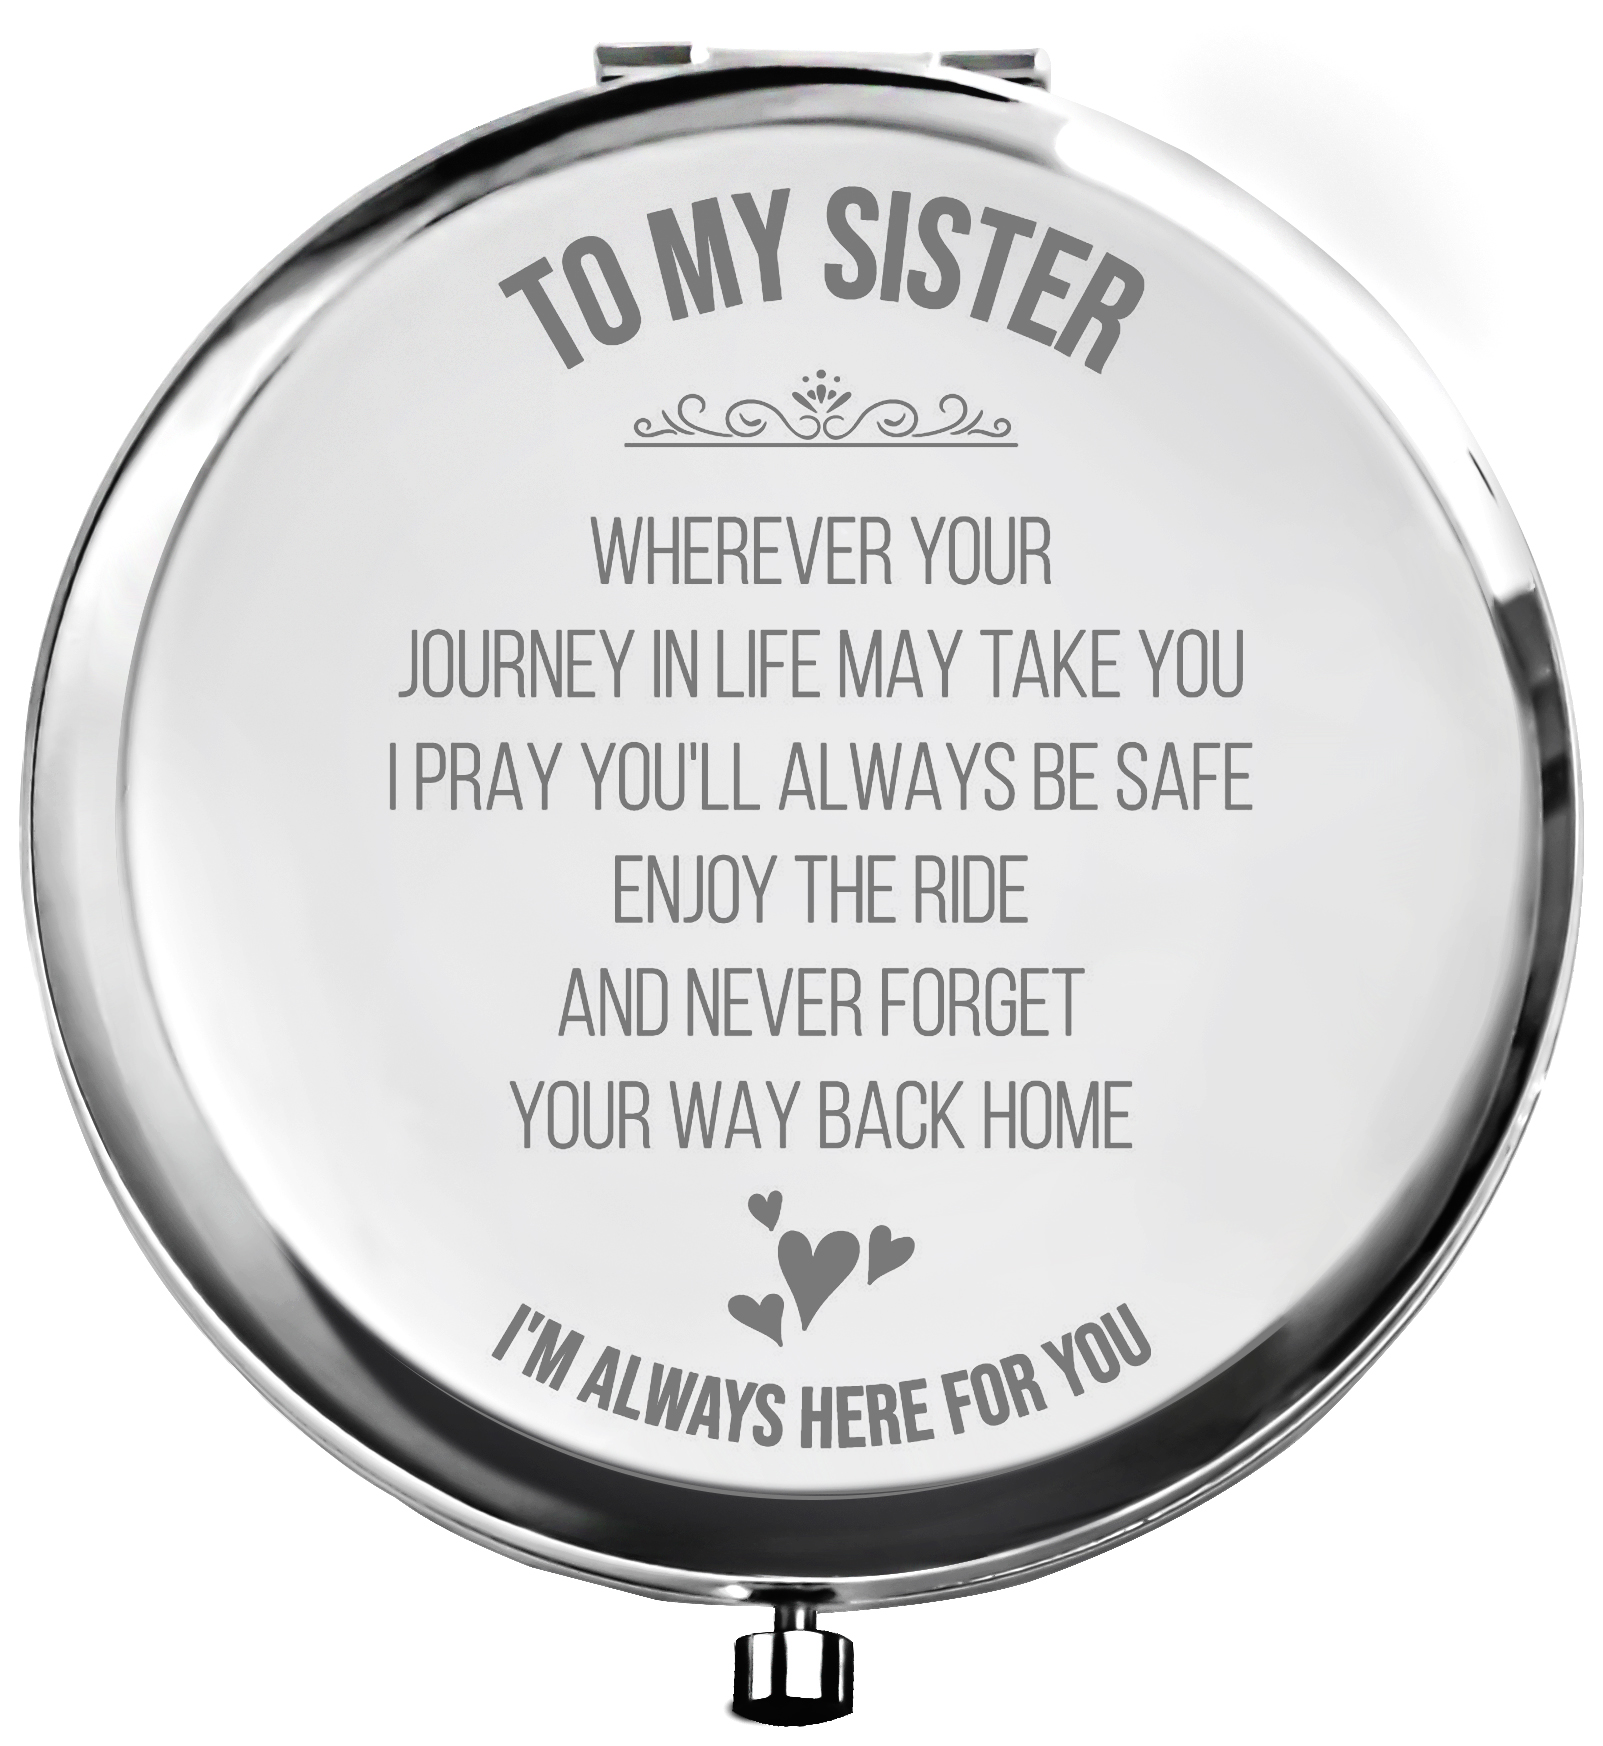 TO MY SISTER
WHEREVER YOUR
JOURNEY IN LIFE MAY TAKE YOU
I PRAY YOU'LL ALWAYS BE SAFE
ENJOY THE RIDE
AND NEVER FORGET
YOUR WAY BACK HOME
I'M ALWAYS HERE FOR YOU